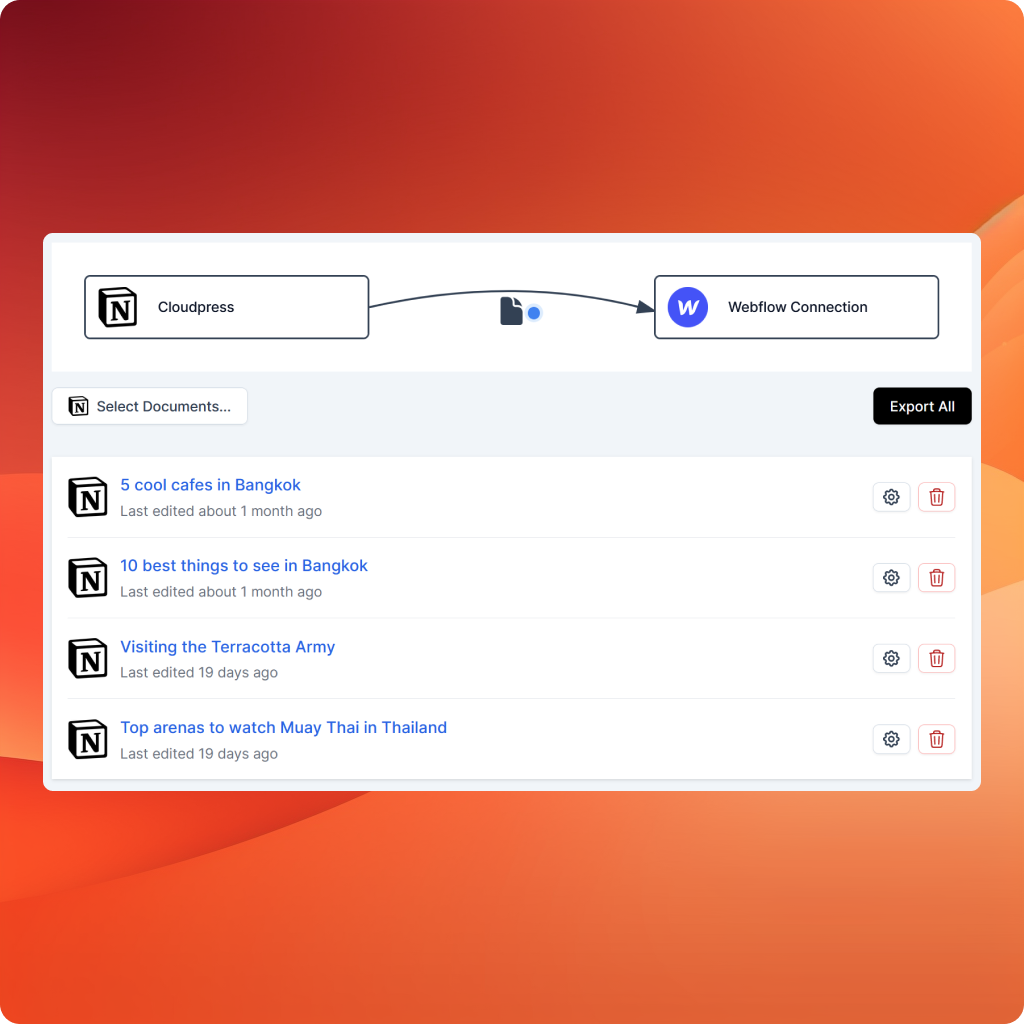 Cloudpress
Webflow Connection
Select Documents...
Export All
5 cool cafes in Bangkok
Last edited about 1 month ago
10 best things to see in Bangkok
Last edited about 1 month ago
Visiting the Terracotta Army
Last edited 19 days ago
Top arenas to watch Muay Thai in Thailand
Last edited 19 days ago